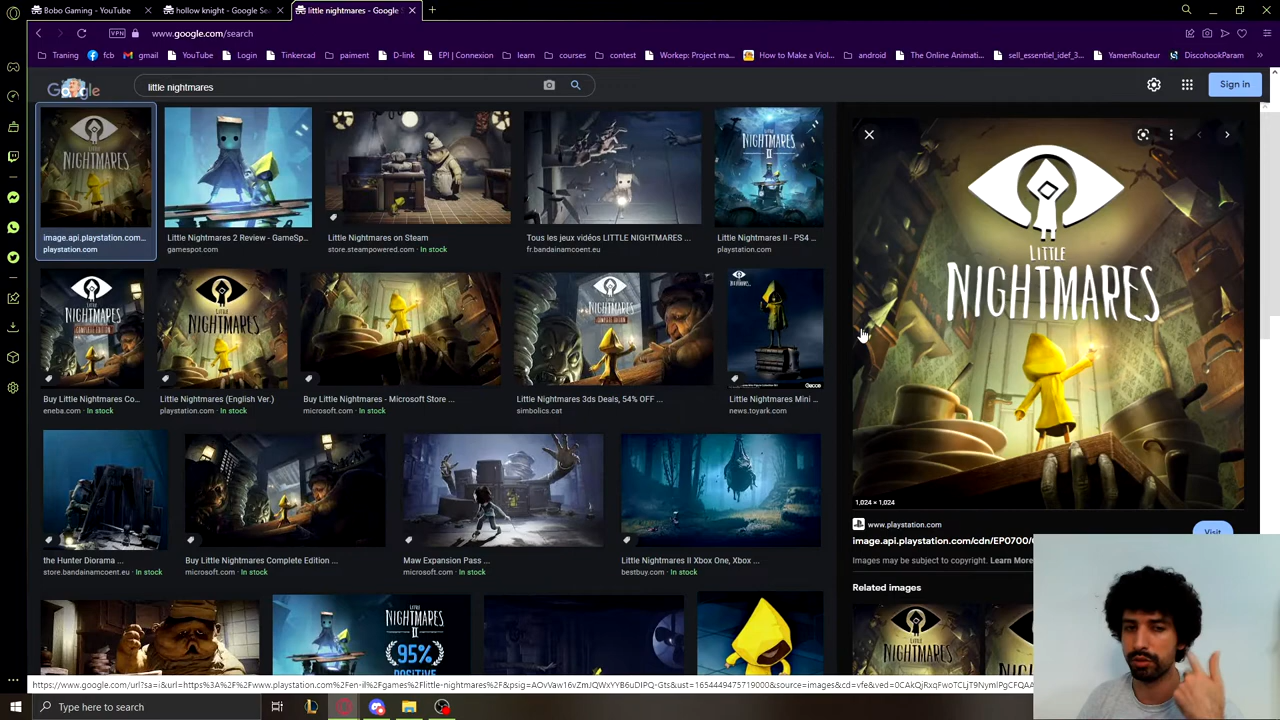 Bobo Gaming - YouTube
hollow knight - Google Se
little nightmares - Google
www.google.com/search
VPN
Traning
fcb
gmail
YouTube
Login
Tinkercad
paiment
D-link
EPI | Connexion
learn
courses
contest
Workep: Project ma...
How to Make a Viol...
android
The Online Animati...
sell_essentiel_idef_3...
YamenRouter
DiscohookParam
little nightmares
Sign in
image.api.playstation.com...
playstation.com
Little Nightmares 2 Review - GameSp...
gamespot.com
Little Nightmares on Steam
store.steampowered.com · In stock
Tous les jeux vidéos LITTLE NIGHTMARES ...
fr.bandainamcoent.eu
Little Nightmares II - PS4 ...
playstation.com
Buy Little Nightmares Co...
eneba.com · In stock
Little Nightmares (English Ver.)
playstation.com · In stock
Buy Little Nightmares - Microsoft Store ...
microsoft.com · In stock
Little Nightmares 3ds Deals, 54% OFF ...
simbolics.cat
Little Nightmares Mini ...
news.toyark.com
the Hunter Diorama ...
store.bandainamcoent.eu · In stock
Buy Little Nightmares Complete Edition ...
microsoft.com · In stock
Maw Expansion Pass ...
microsoft.com · In stock
Little Nightmares II Xbox One, Xbox ...
bestbuy.com · In stock
NIGHTMARES
95%
POSITIVE
LITTLE
NIGHTMARES
1,024 × 1,024
www.playstation.com
Visit
image.api.playstation.com/cdn/EP0700/
Images may be subject to copyright. Learn More
Related images
Type here to search